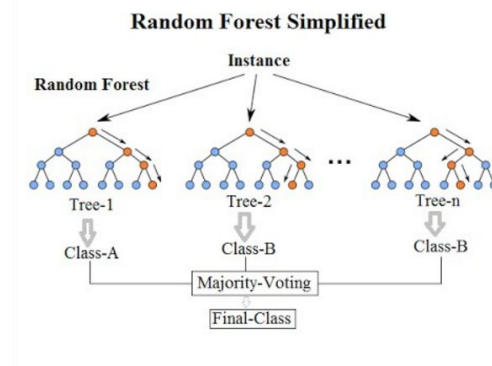 Random Forest Simplified
Instance
Random Forest
...
Tree-1
Tree-2
Tree-n
Class-A
Class-B
Class-B
Majority-Voting
Final-Class